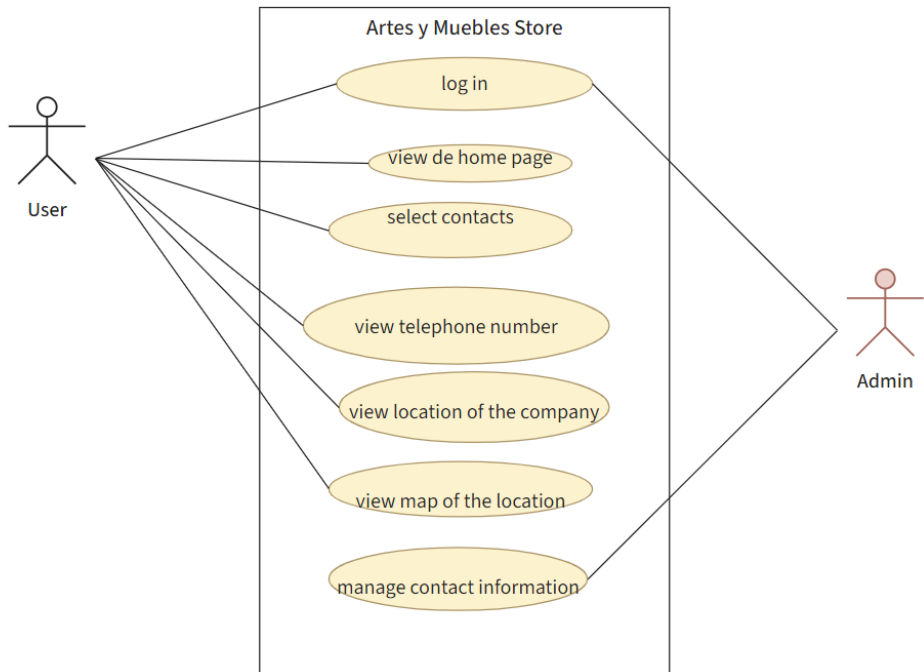 Artes y Muebles Store
log in
view de home page
User
select contacts
view telephone number
Admin
view location of the company
view map of the location
manage contact information